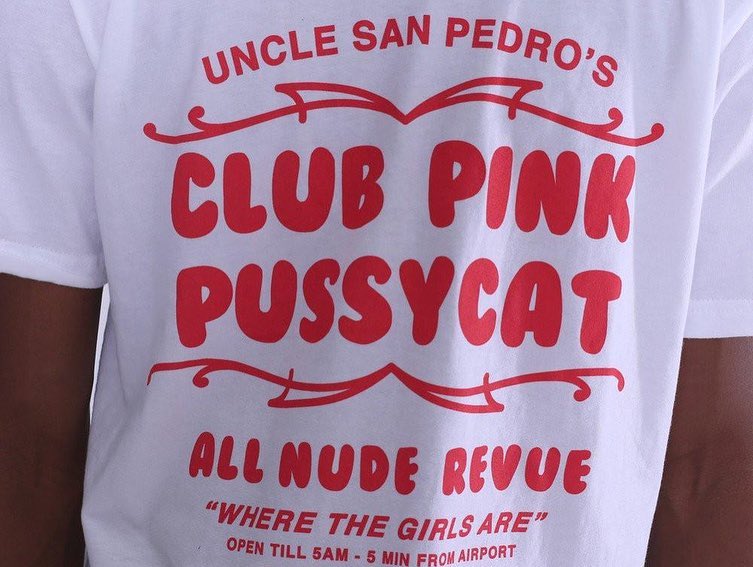 UNCLE SAN PEDRO'S
CLUB PINK
PUSSYCAT
ALL NUDE REVUE
"WHERE THE GIRLS ARE"
OPEN TILL 5AM - 5 MIN FROM AIRPORT